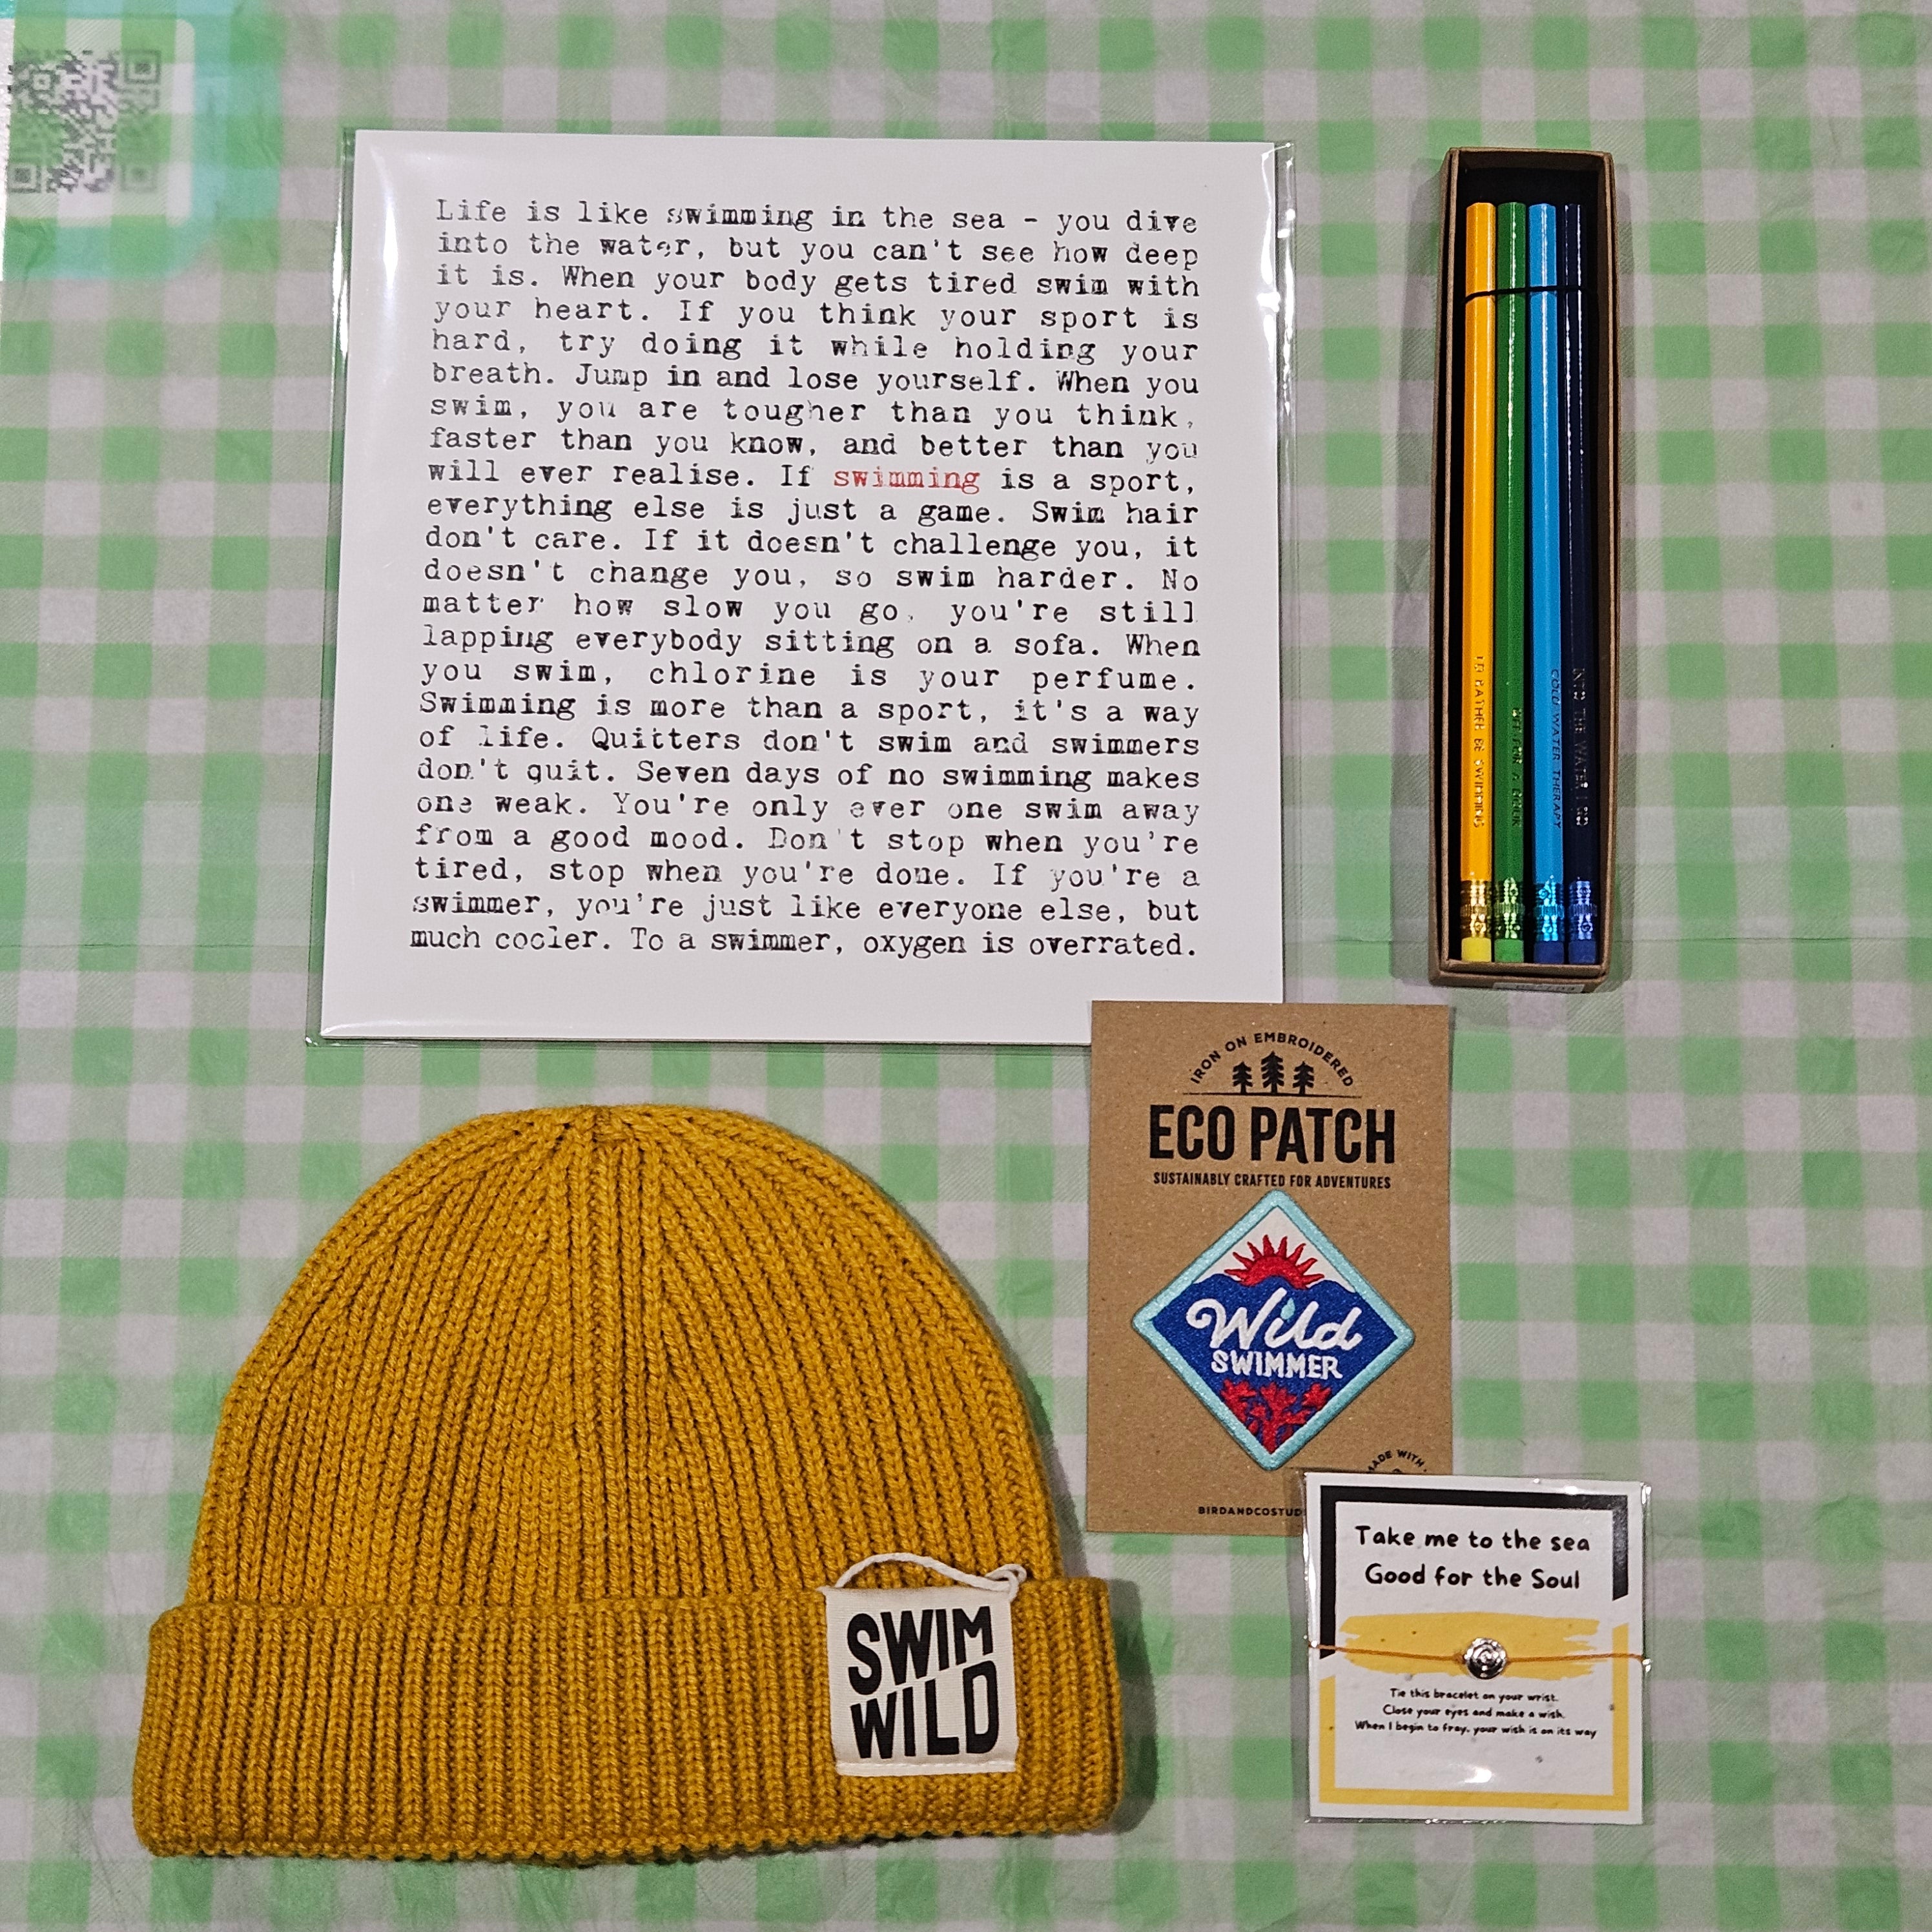 Life is like swimming in the sea - you dive
into the water, but you can't see how deep
it is. When your body gets tired swim with
your heart. If you think your sport is
hard, try doing it while holding your
breath. Jump in and lose yourself. When you
swim, you are tougher than you think,
faster than you know, and better than you
will ever realise. If swimming is a sport,
everything else is just a game. Swim hair
don't care. If it doesn't challenge you, it
doesn't change you, so swim harder. No
matter how slow you go, you're still
lapping everybody sitting on a sofa. When
you swim, chlorine is your perfume.
Swimming is more than a sport, it's a way
of life. Quitters don't swim and swimmers
don't quit. Seven days of no swimming makes
one weak. You're only ever one swim away
from a good mood. Don't stop when you're
tired, stop when you're done. If you're a
swimmer, you're just like everyone else, but
much cooler. To a swimmer, oxygen is overrated.
I'D RATHER BE SWIMMING
COLD WATER THERAPY
INTO THE WATER I GO
IRON ON EMBROIDERED
ECO PATCH
SUSTAINABLY CRAFTED FOR ADVENTURES
Wild
SWIMMER
MADE WITH
BIRDANDCOSTUD
SWIM
WILD
Take me to the sea
Good for the Soul
Tie this bracelet on your wrist.
Close your eyes and make a wish.
When I begin to fray, your wish is on its way